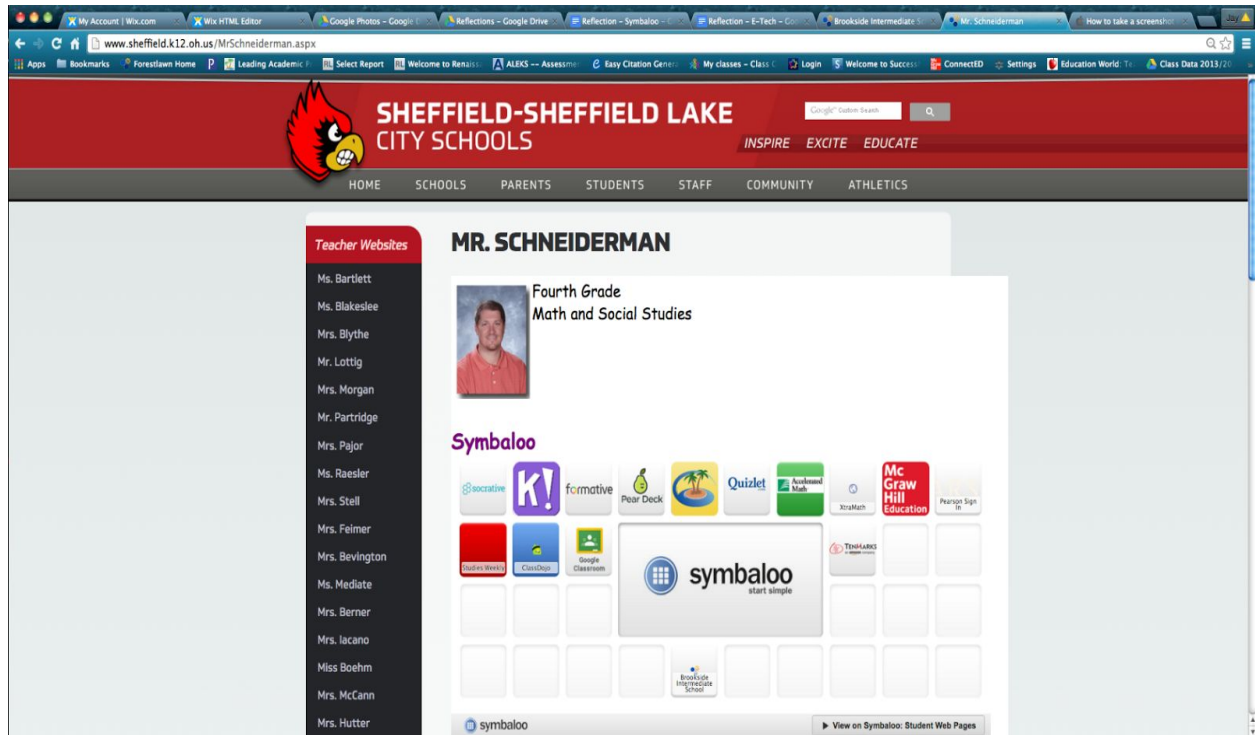 My Account | Wix.com
Wix HTML Editor
Google Photos - Google
Reflections - Google Drive
Reflection - Symbaloo -
Reflection - E-Tech -
Brookside Intermediate
Mr. Schneiderman
How to take a screenshot
Jay
www.sheffield.k12.oh.us/MrSchneiderman.aspx
Apps
Bookmarks
Forestlawn Home
Leading Academic
Select Report
Welcome to Renaiss
ALEKS -- Assessme
Easy Citation Gener
My classes - Class
Login
Welcome to Success
ConnectED
Settings
Education World:
Class Data 2013/20
SHEFFIELD-SHEFFIELD LAKE
CITY SCHOOLS
Google Custom Search
INSPIRE EXCITE EDUCATE
HOME SCHOOLS PARENTS STUDENTS STAFF COMMUNITY ATHLETICS
Teacher Websites
Ms. Bartlett
Ms. Blakeslee
Mrs. Blythe
Mr. Lottig
Mrs. Morgan
Mr. Partridge
Mrs. Pajor
Ms. Raesler
Mrs. Stell
Mrs. Feimer
Mrs. Bevington
Ms. Mediate
Mrs. Berner
Mrs. Iacano
Miss Boehm
Mrs. McCann
Mrs. Hutter
MR. SCHNEIDERMAN
Fourth Grade
Math and Social Studies
Symbaloo
socrative
K!
formative
Pear Deck
Quizlet
Accelerated
Math
XtraMath
Mc
Graw
Hill
Education
Pearson Sign
In
Studies Weekly
ClassDojo
Google
Classroom
symbaloo
start simple
TENMARKS
Brookside
Intermediate
School
symbaloo
View on Symbaloo: Student Web Pages